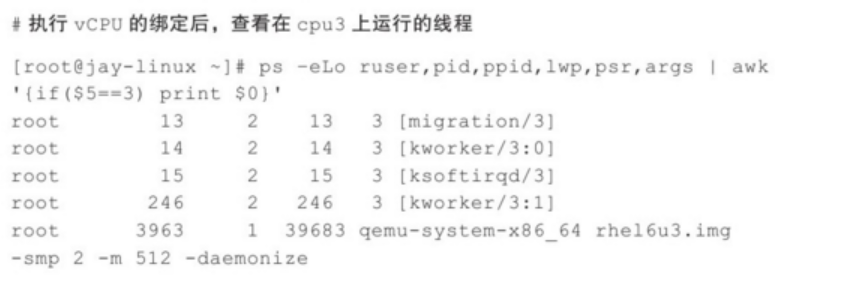 # 执行 vCPU 的绑定后，查看在 cpu3 上运行的线程
[root@jay-linux ~]# ps -eLo ruser,pid,ppid,lwp,psr,args | awk
'{if($5==3) print $0}'
root 13 2 13 3 [migration/3]
root 14 2 14 3 [kworker/3:0]
root 15 2 15 3 [ksoftirqd/3]
root 246 2 246 3 [kworker/3:1]
root 3963 1 39683 qemu-system-x86_64 rhel6u3.img
-smp 2 -m 512 -daemonize